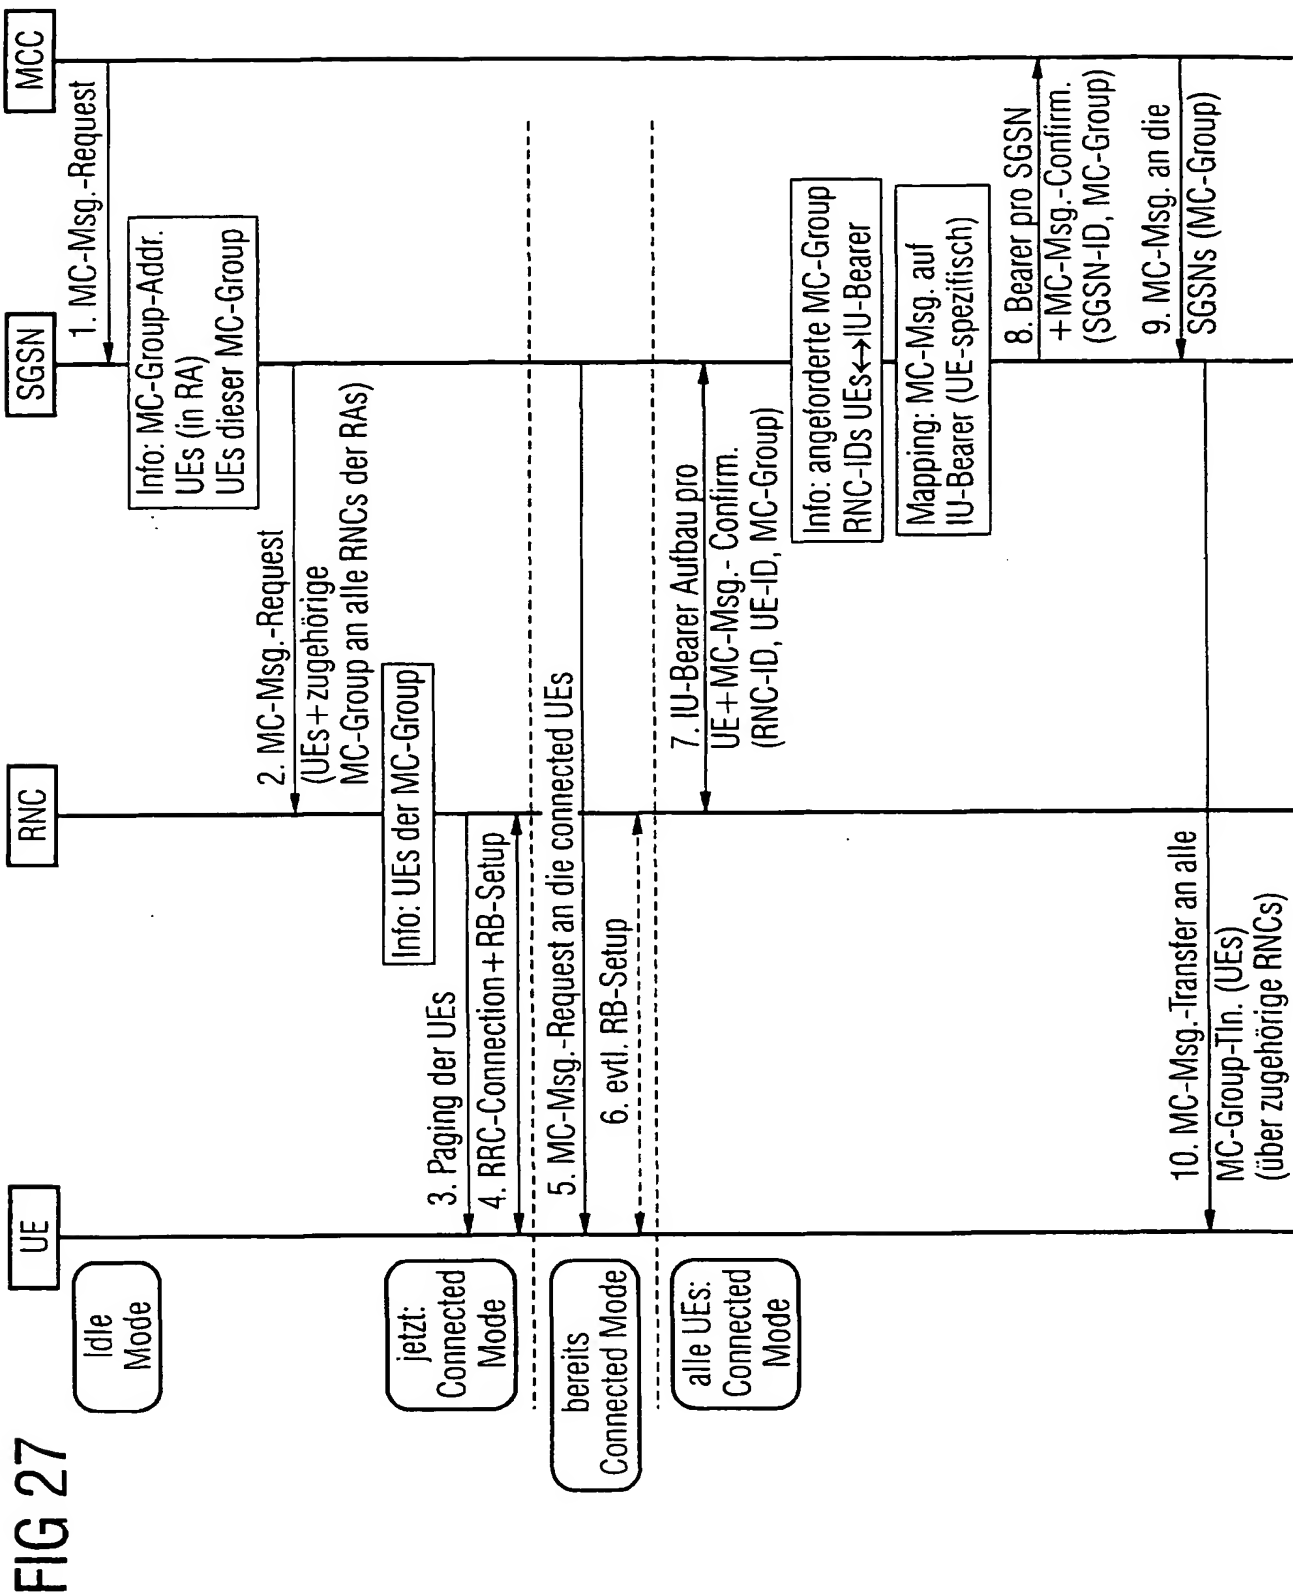 FIG 27
UE
RNC
SGSN
MCC
Idle
Mode
1. MC-Msg.-Request
Info: MC-Group-Addr.
UEs (in RA)
UEs dieser MC-Group
2. MC-Msg.-Request
(UEs+zugehörige
MC-Group an alle RNCs der RAs)
Info: UEs der MC-Group
jetzt:
Connected
Mode
3. Paging der UEs
4. RRC-Connection+RB-Setup
bereits
Connected Mode
5. MC-Msg.-Request an die connected UEs
6. evtl. RB-Setup
alle UEs:
Connected
Mode
7. IU-Bearer Aufbau pro
UE+MC-Msg.- Confirm.
(RNC-ID, UE-ID, MC-Group)
Info: angeforderte MC-Group
RNC-IDs UEs↔IU-Bearer
Mapping: MC-Msg. auf
IU-Bearer (UE-spezifisch)
8. Bearer pro SGSN
+MC-Msg.-Confirm.
(SGSN-ID, MC-Group)
9. MC-Msg. an die
SGSNs (MC-Group)
10. MC-Msg.-Transfer an alle
MC-Group-Tln. (UEs)
(über zugehörige RNCs)